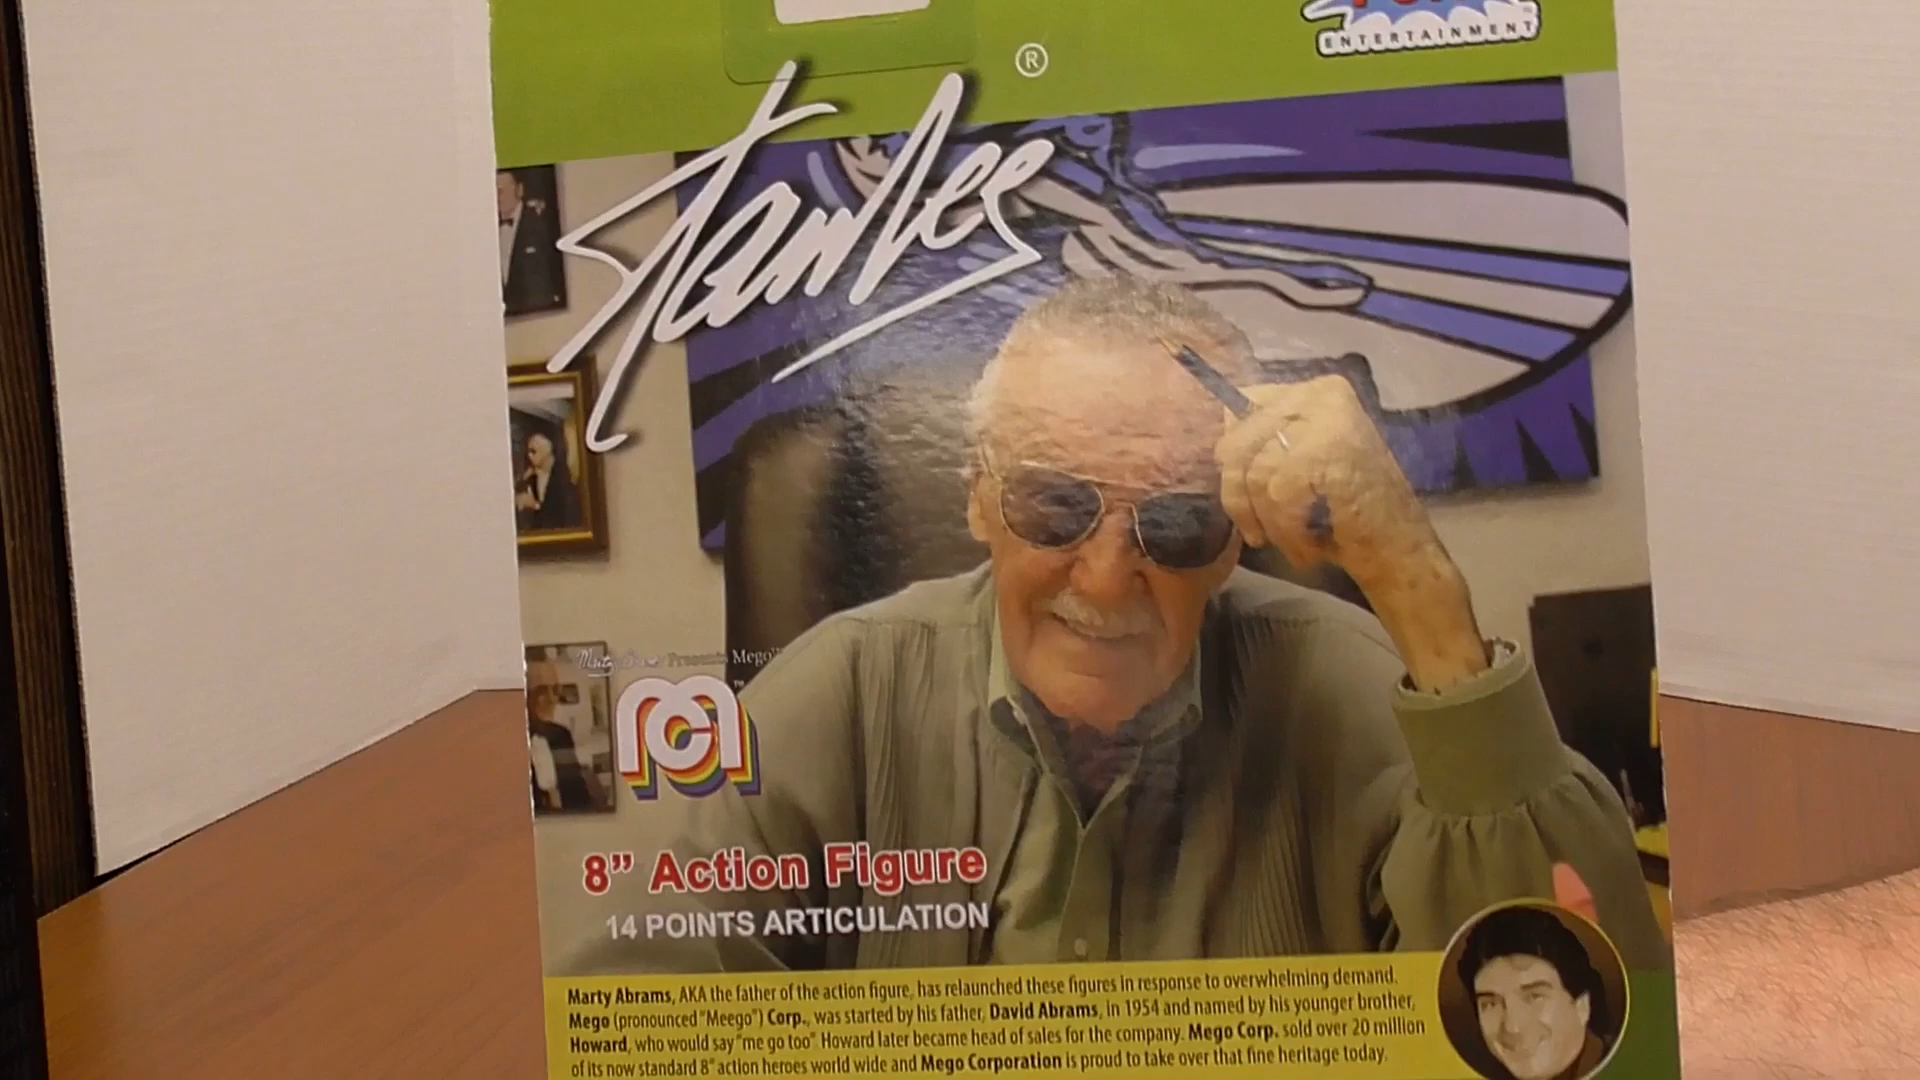 ENTERTAINMENT
Stan Lee ®
Presents Mego™
™
8” Action Figure
14 POINTS ARTICULATION
Marty Abrams, AKA the father of the action figure, has relaunched these figures in response to overwhelming demand.
Mego (pronounced “Meego”) Corp., was started by his father, David Abrams, in 1954 and named by his younger brother,
Howard, who would say “me go too”. Howard later became head of sales for the company. Mego Corp. sold over 20 million
of its now standard 8” action heroes world wide and Mego Corporation is proud to take over that fine heritage today.